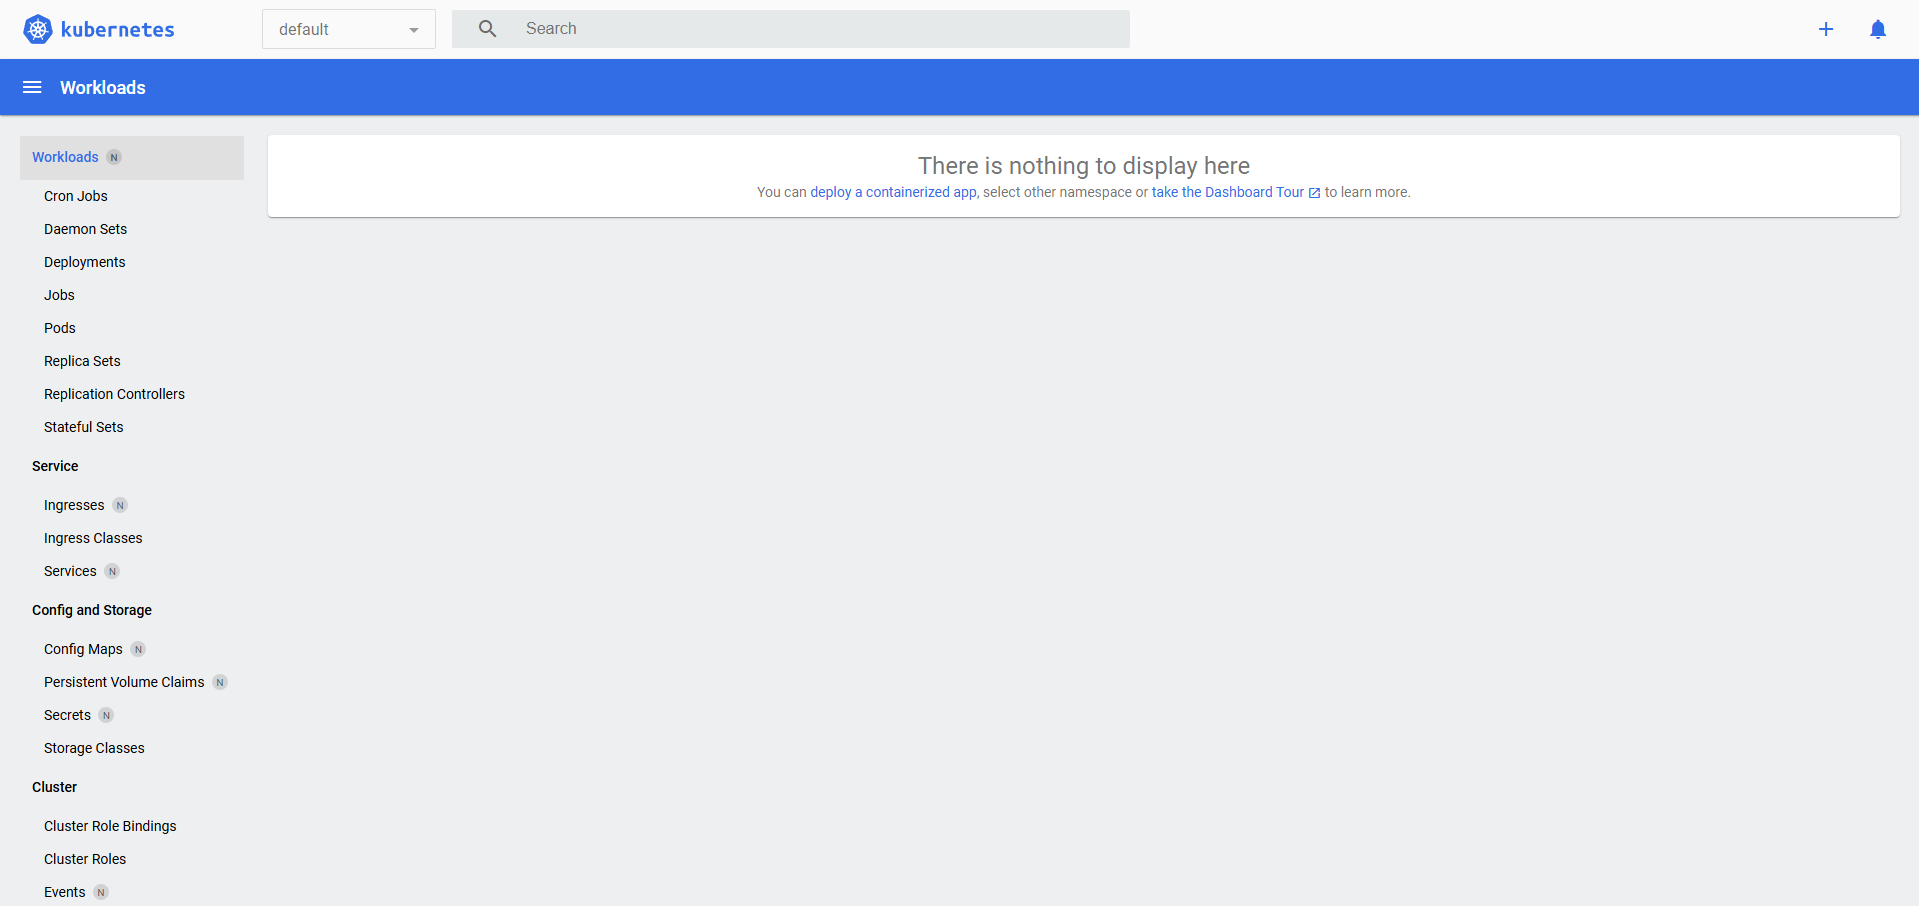 kubernetes
default
Search
Workloads
Workloads N
Cron Jobs
Daemon Sets
Deployments
Jobs
Pods
Replica Sets
Replication Controllers
Stateful Sets
Service
Ingresses N
Ingress Classes
Services N
Config and Storage
Config Maps N
Persistent Volume Claims N
Secrets N
Storage Classes
Cluster
Cluster Role Bindings
Cluster Roles
Events N
There is nothing to display here
You can deploy a containerized app, select other namespace or take the Dashboard Tour to learn more.